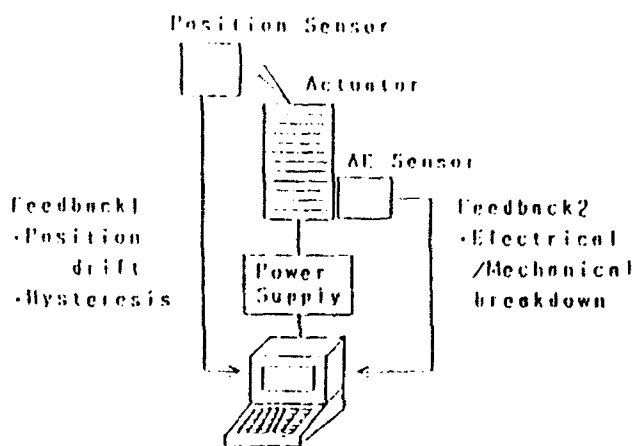 Position Sensor
Actuator
AE Sensor
Feedback1
・Position
drift
・Hysteresis
Feedback2
・Electrical
/Mechanical
breakdown
Power
Supply